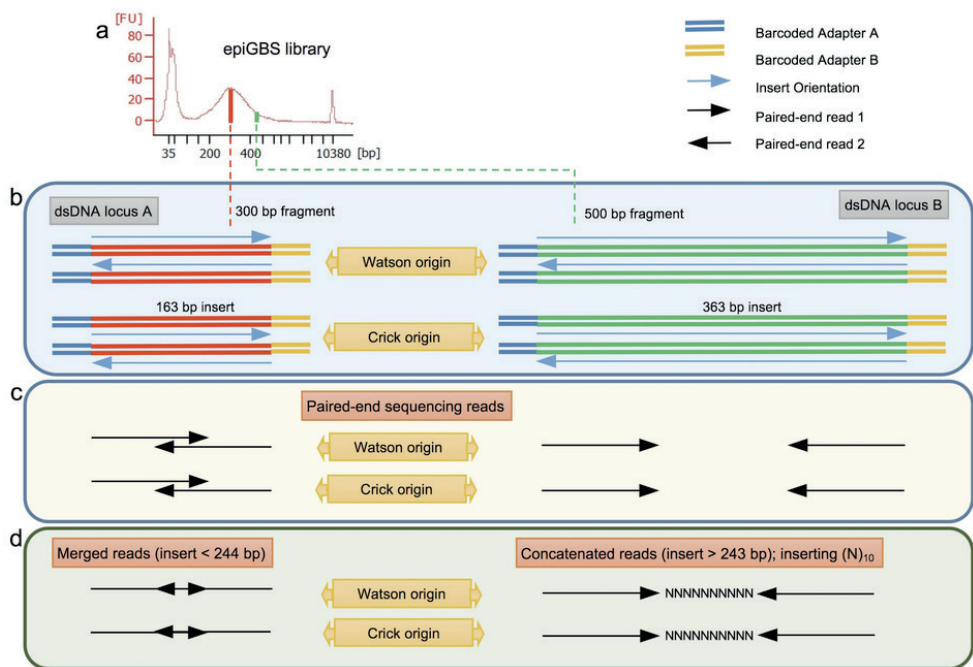 a
[FU]
epiGBS library
80
60
40
20
0
35
200
400
10380
[bp]
Barcoded Adapter A
Barcoded Adapter B
Insert Orientation
Paired-end read 1
Paired-end read 2
b
dsDNA locus A
300 bp fragment
500 bp fragment
dsDNA locus B
Watson origin
163 bp insert
363 bp insert
Crick origin
c
Paired-end sequencing reads
Watson origin
Crick origin
d
Merged reads (insert < 244 bp)
Concatenated reads (insert > 243 bp); inserting (N)₁₀
Watson origin
NNNNNNNNNN
Crick origin
NNNNNNNNNN